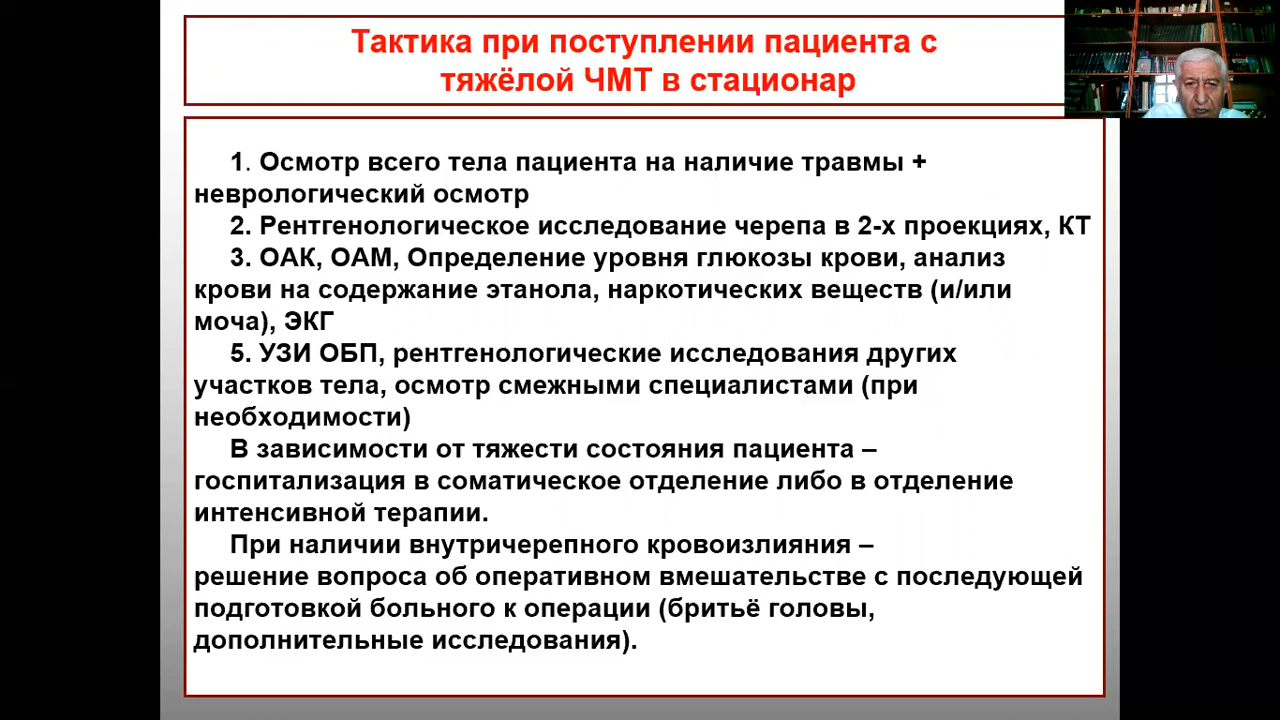 Тактика при поступлении пациента с
тяжёлой ЧМТ в стационар
1. Осмотр всего тела пациента на наличие травмы +
неврологический осмотр
2. Рентгенологическое исследование черепа в 2-х проекциях, КТ
3. ОАК, ОАМ, Определение уровня глюкозы крови, анализ
крови на содержание этанола, наркотических веществ (и/или
моча), ЭКГ
5. УЗИ ОБП, рентгенологические исследования других
участков тела, осмотр смежными специалистами (при
необходимости)
В зависимости от тяжести состояния пациента –
госпитализация в соматическое отделение либо в отделение
интенсивной терапии.
При наличии внутричерепного кровоизлияния –
решение вопроса об оперативном вмешательстве с последующей
подготовкой больного к операции (бритьё головы,
дополнительные исследования).